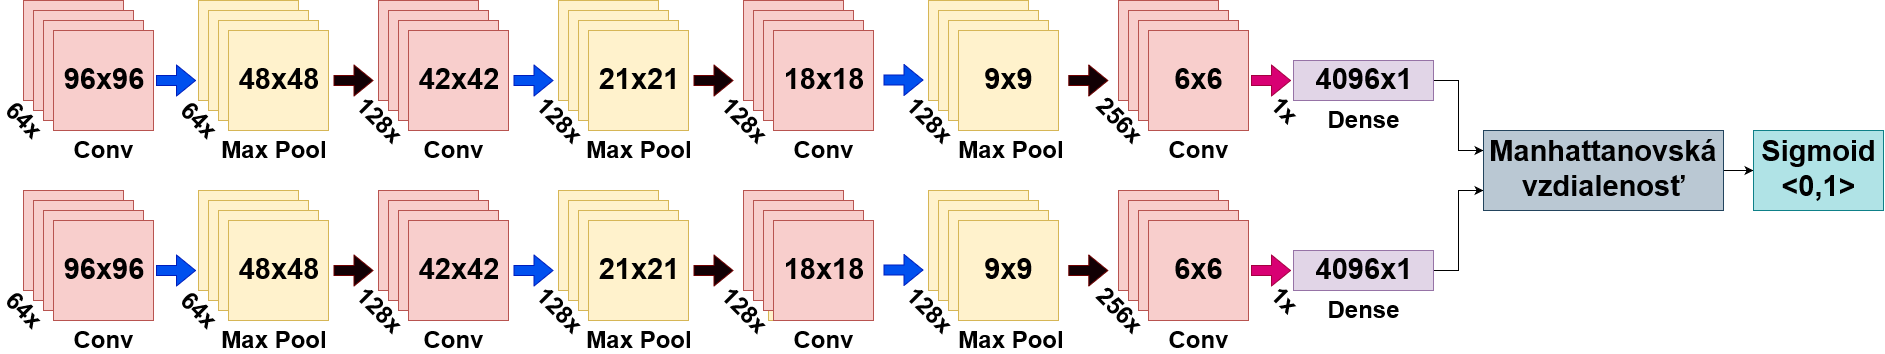 96x96
48x48
42x42
21x21
18x18
9x9
6x6
4096x1
64x
64x
128x
128x
128x
128x
256x
1x
Conv
Max Pool
Conv
Max Pool
Conv
Max Pool
Conv
Dense
Manhattanovská
vzdialenosť
Sigmoid
<0,1>
96x96
48x48
42x42
21x21
18x18
9x9
6x6
4096x1
64x
64x
128x
128x
128x
128x
256x
1x
Conv
Max Pool
Conv
Max Pool
Conv
Max Pool
Conv
Dense